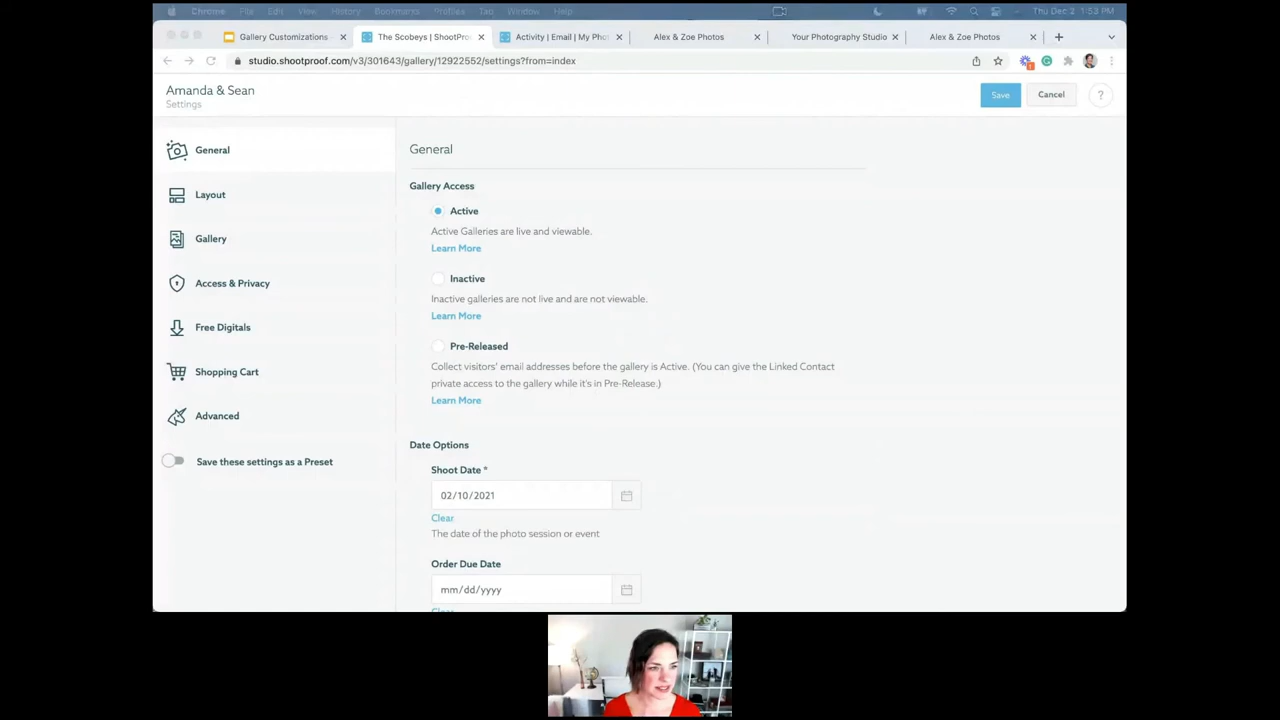 Chrome File Edit View History Bookmarks Profiles Tab Window Help Thu Dec 2 1:53 PM
Gallery Customizations The Scobeys | ShootPro Activity | Email | My Phot Alex & Zoe Photos Your Photography Studio Alex & Zoe Photos
studio.shootproof.com/v3/301643/gallery/12922552/settings?from=index
Amanda & Sean
Settings
Save Cancel ?
General
Layout
Gallery
Access & Privacy
Free Digitals
Shopping Cart
Advanced
Save these settings as a Preset
General
Gallery Access
Active
Active Galleries are live and viewable.
Learn More
Inactive
Inactive galleries are not live and are not viewable.
Learn More
Pre-Released
Collect visitors' email addresses before the gallery is Active. (You can give the Linked Contact
private access to the gallery while it's in Pre-Release.)
Learn More
Date Options
Shoot Date *
02/10/2021
Clear
The date of the photo session or event
Order Due Date
mm/dd/yyyy
Clear